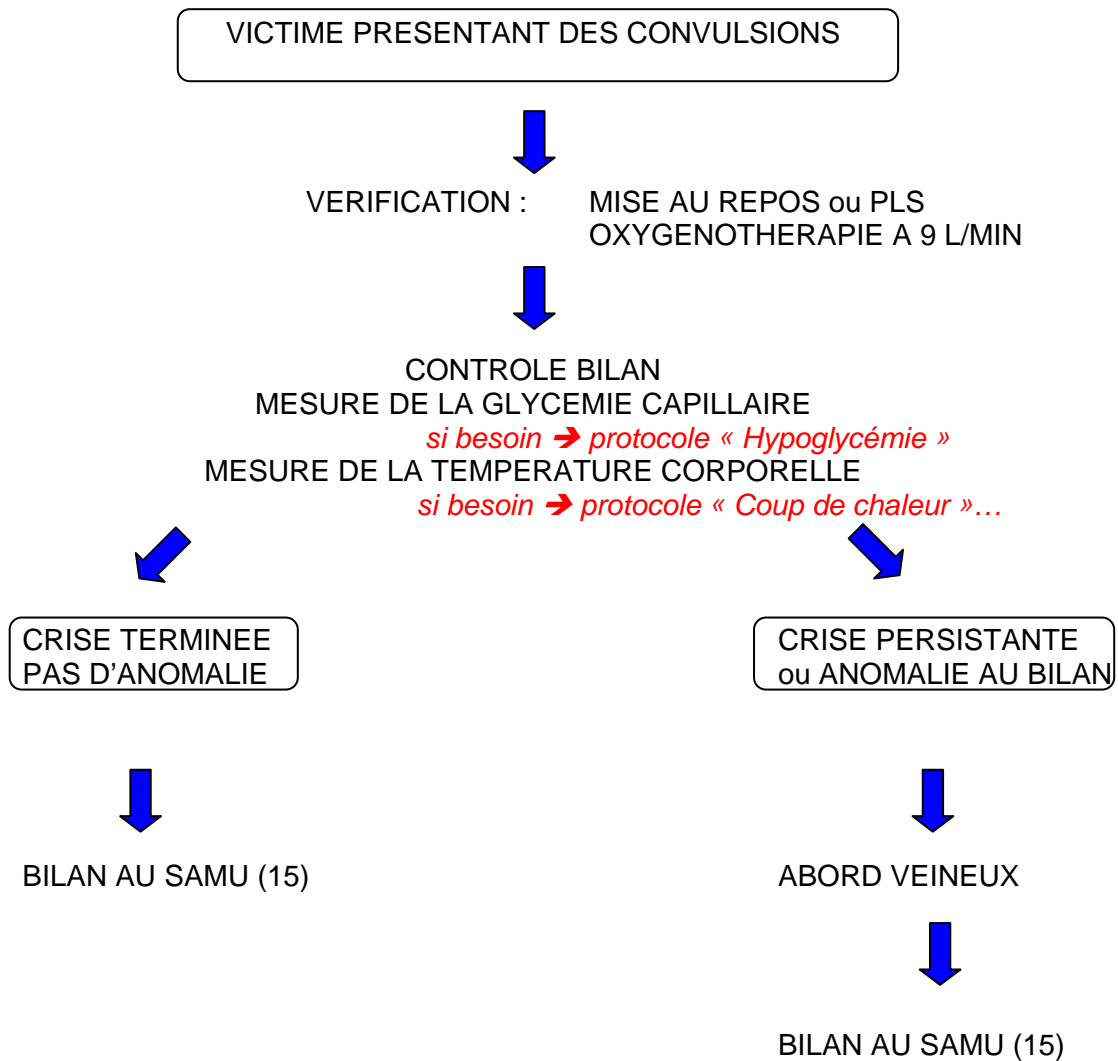 VICTIME PRESENTANT DES CONVULSIONS
VERIFICATION : MISE AU REPOS ou PLS
OXYGENOTHERAPIE A 9 L/MIN
CONTROLE BILAN
MESURE DE LA GLYCEMIE CAPILLAIRE
si besoin ➔ protocole « Hypoglycémie »
MESURE DE LA TEMPERATURE CORPORELLE
si besoin ➔ protocole « Coup de chaleur »…
CRISE TERMINEE
PAS D’ANOMALIE
CRISE PERSISTANTE
ou ANOMALIE AU BILAN
BILAN AU SAMU (15)
ABORD VEINEUX
BILAN AU SAMU (15)